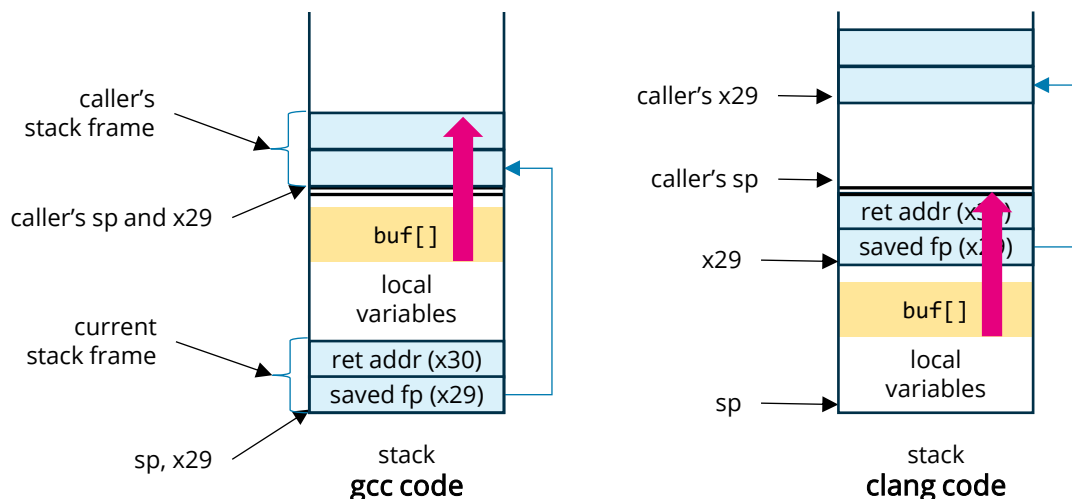 caller's
stack frame
caller's sp and x29
buf[]
local
variables
current
stack frame
ret addr (x30)
saved fp (x29)
sp, x29
stack
gcc code
caller's x29
caller's sp
ret addr (x30)
saved fp (x29)
x29
buf[]
local
variables
sp
stack
clang code